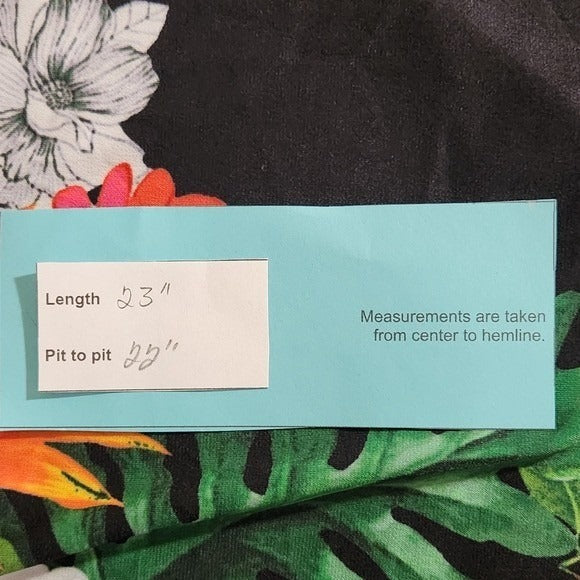 Length 23"
Pit to pit 22"
Measurements are taken
from center to hemline.